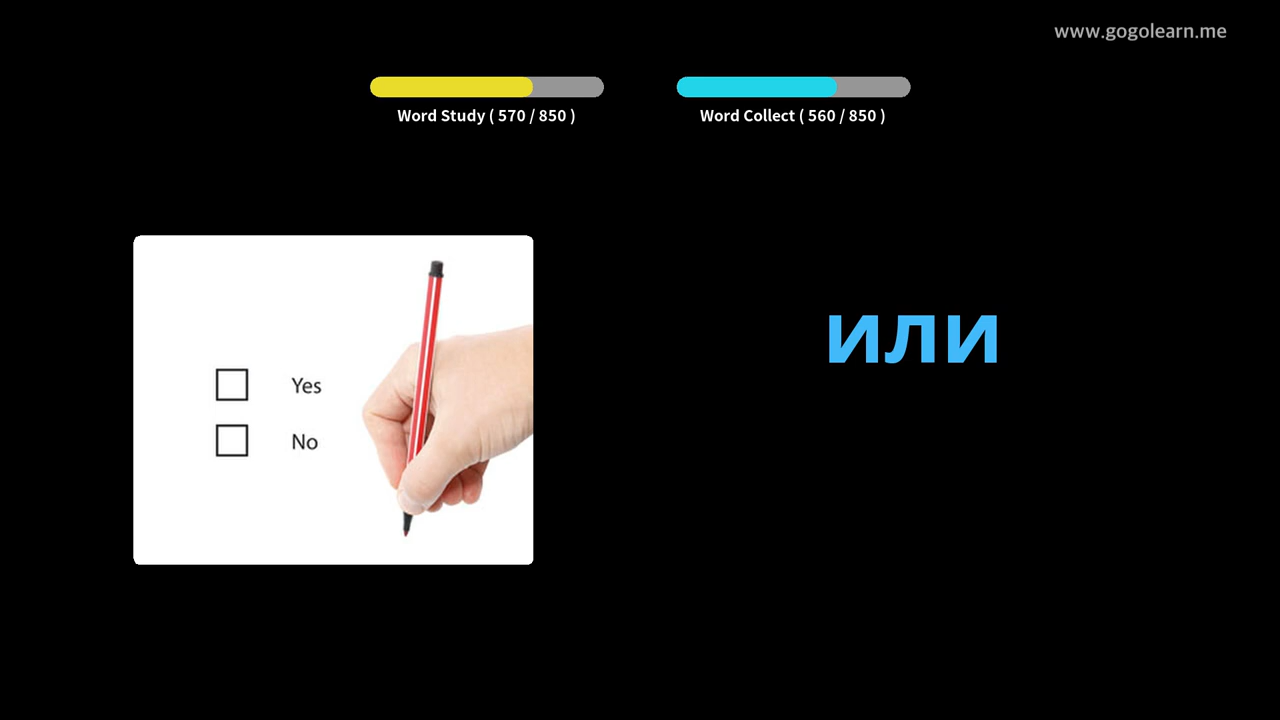 www.gogolearn.me
Word Study ( 570 / 850 )
Word Collect ( 560 / 850 )
Yes
No
или